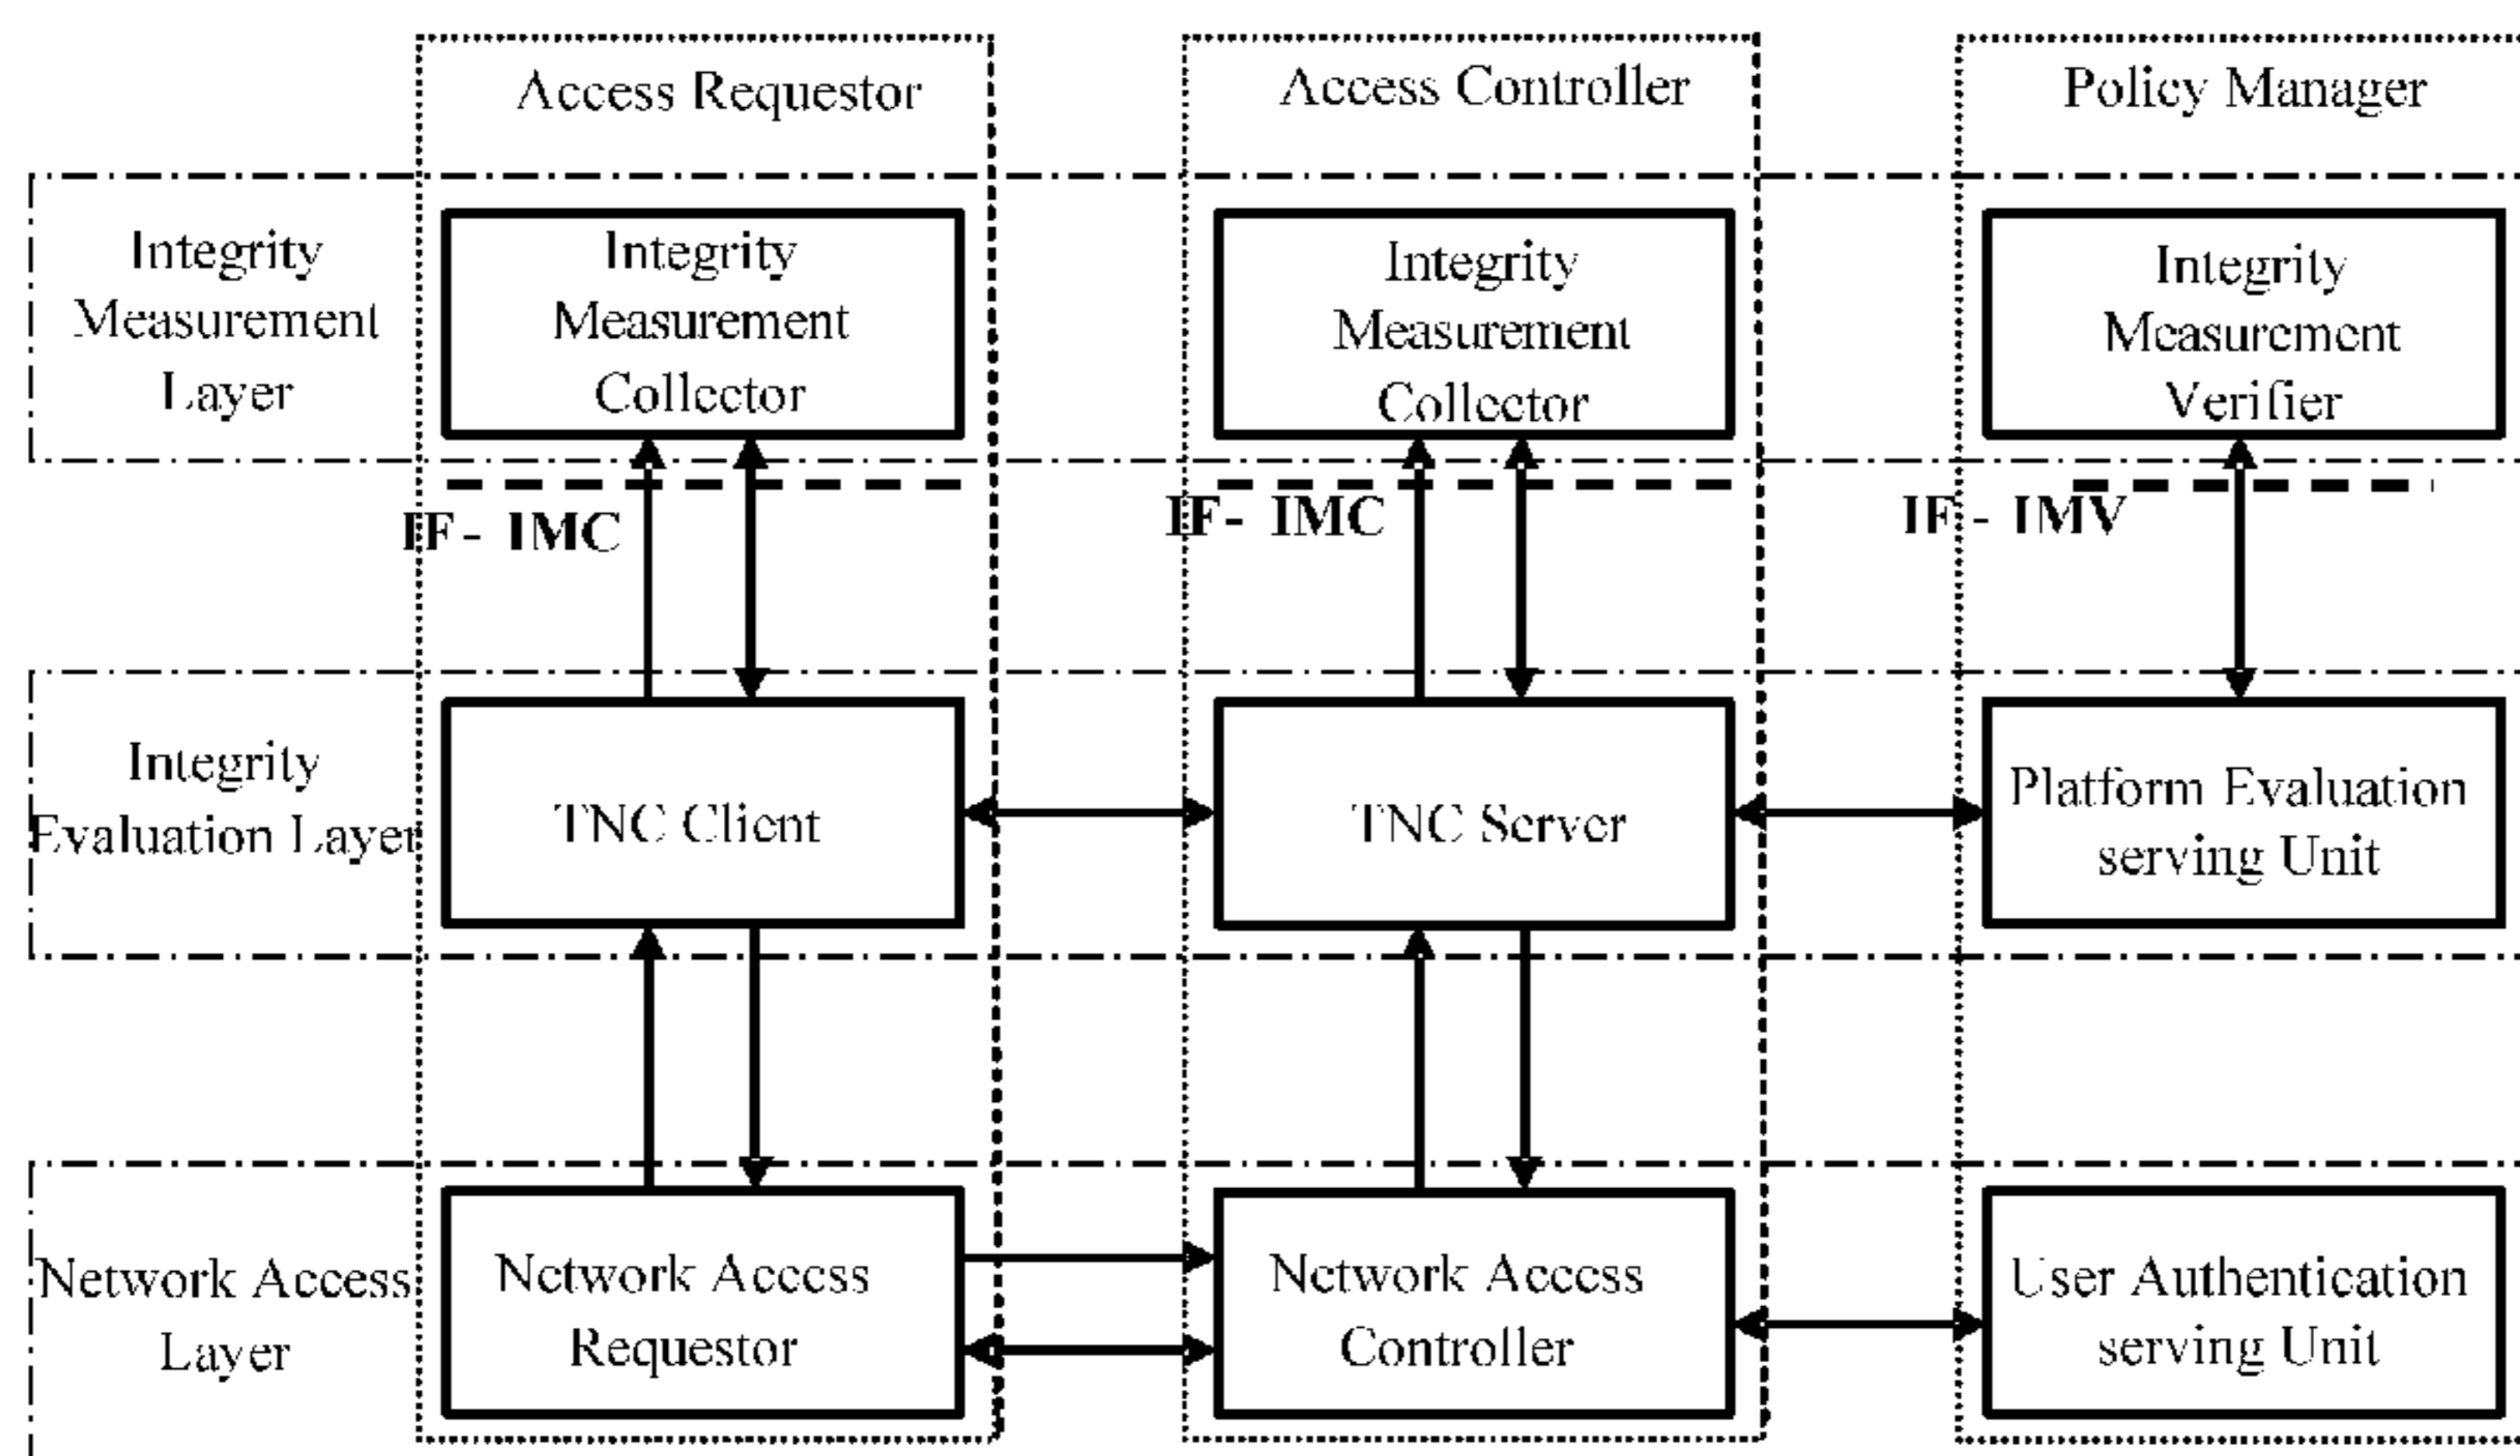 Access Requestor
Access Controller
Policy Manager
Integrity
Measurement
Layer
Integrity
Measurement
Collector
Integrity
Measurement
Collector
Integrity
Measurement
Verifier
IF- IMC
IF- IMC
IF - IMV
Integrity
Evaluation Layer
TNC Client
TNC Server
Platform Evaluation
serving Unit
Network Access
Layer
Network Access
Requestor
Network Access
Controller
User Authentication
serving Unit